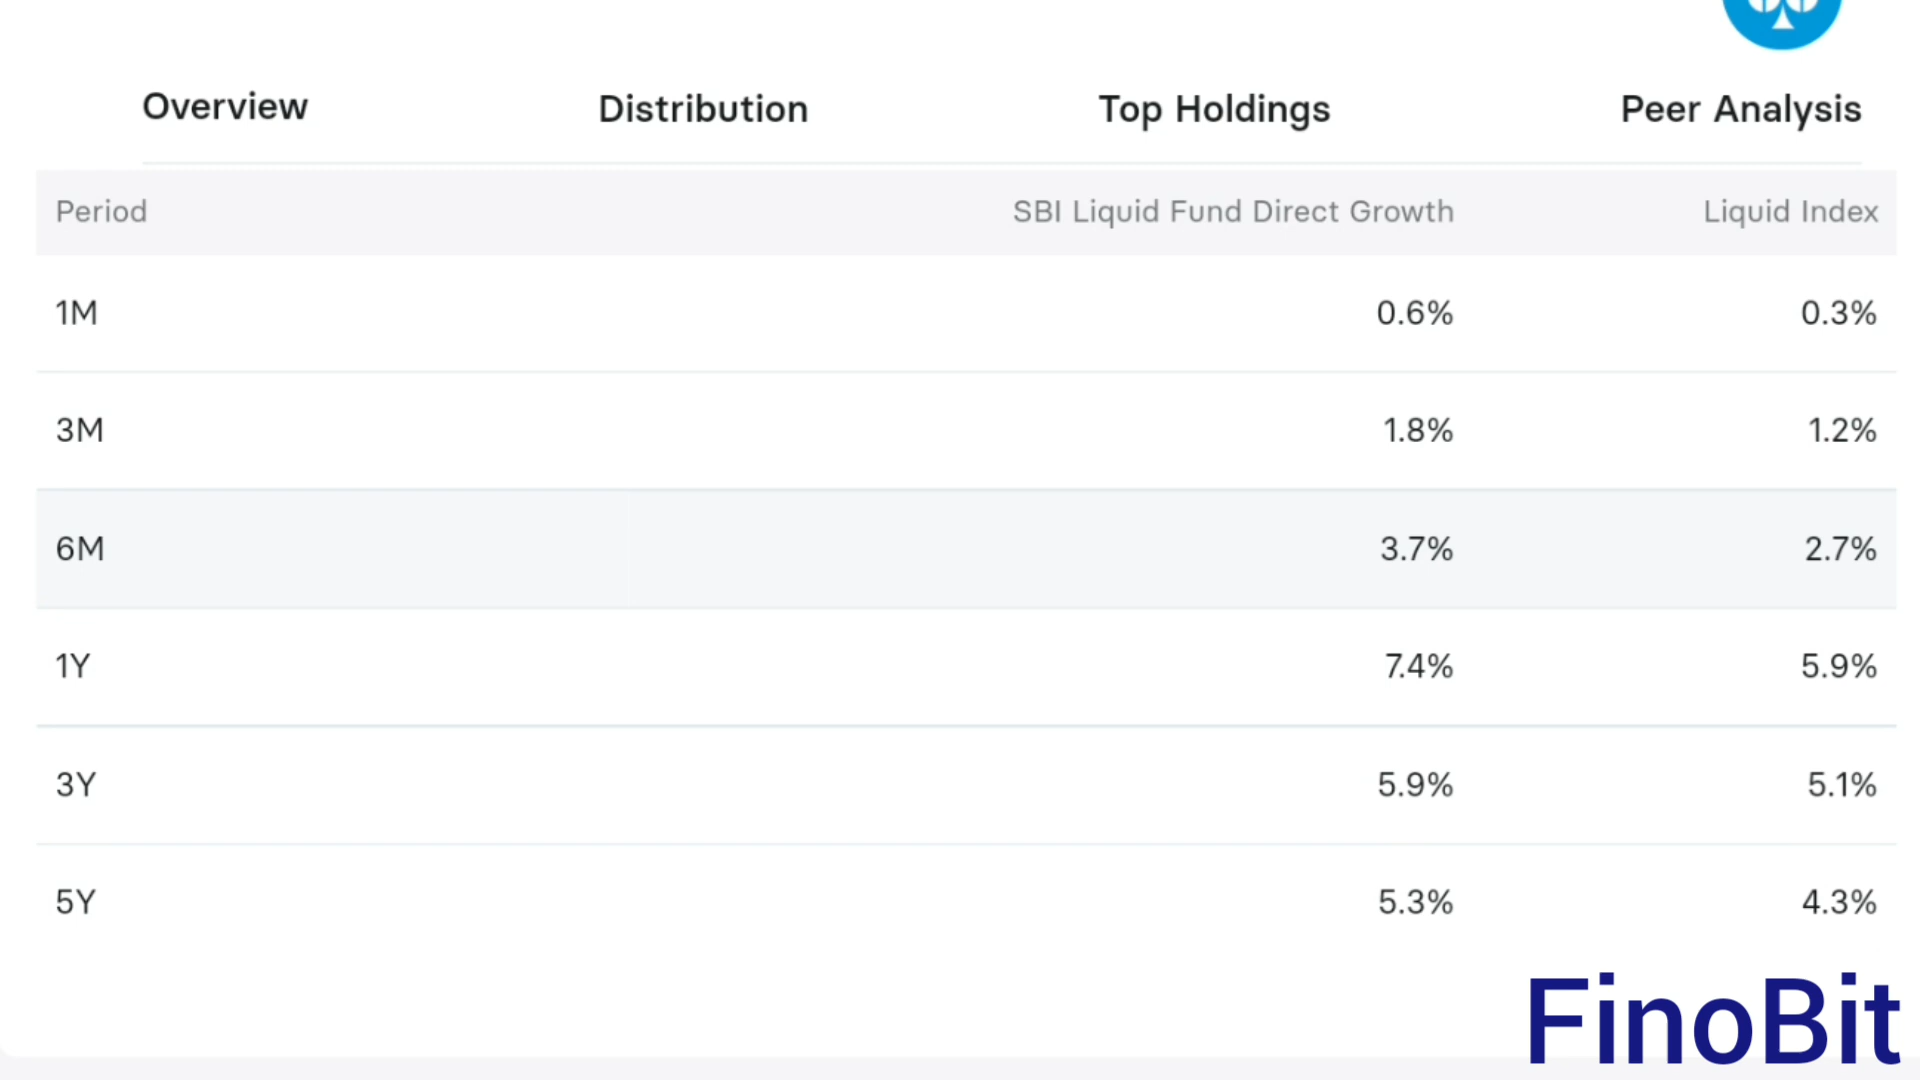 Overview Distribution Top Holdings Peer Analysis
Period SBI Liquid Fund Direct Growth Liquid Index
1M 0.6% 0.3%
3M 1.8% 1.2%
6M 3.7% 2.7%
1Y 7.4% 5.9%
3Y 5.9% 5.1%
5Y 5.3% 4.3%
FinoBit